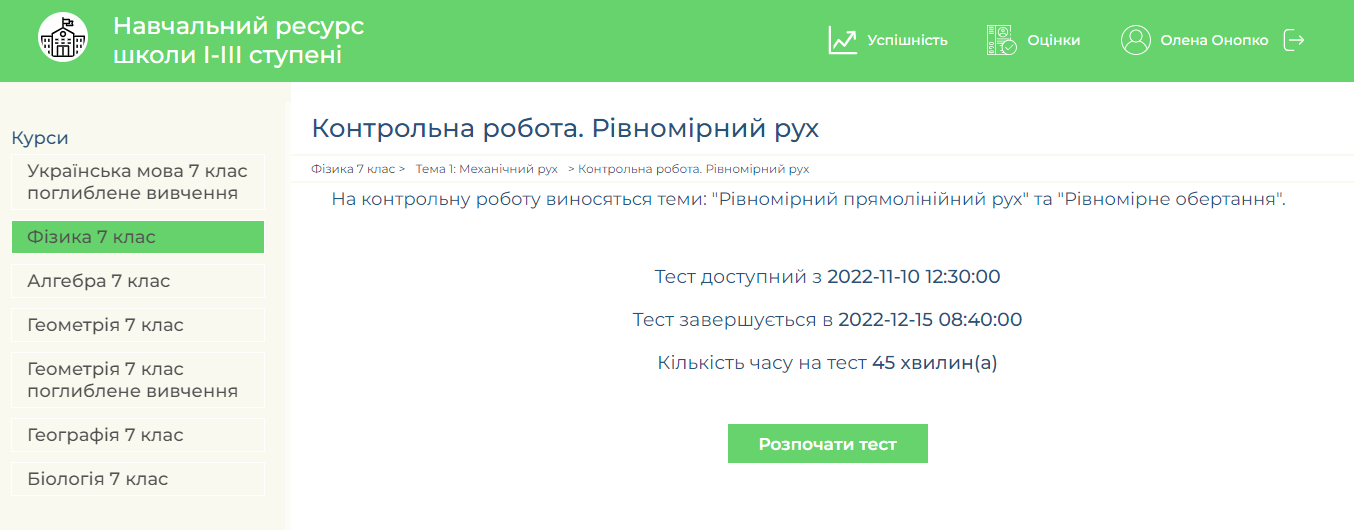 Навчальний ресурс
школи І-ІІІ ступені
Успішність
Оцінки
Олена Онопко
Курси
Українська мова 7 клас
поглиблене вивчення
Фізика 7 клас
Алгебра 7 клас
Геометрія 7 клас
Геометрія 7 клас
поглиблене вивчення
Географія 7 клас
Біологія 7 клас
Контрольна робота. Рівномірний рух
Фізика 7 клас > Тема 1: Механічний рух > Контрольна робота. Рівномірний рух
На контрольну роботу виносяться теми: "Рівномірний прямолінійний рух" та "Рівномірне обертання".
Тест доступний з 2022-11-10 12:30:00
Тест завершується в 2022-12-15 08:40:00
Кількість часу на тест 45 хвилин(а)
Розпочати тест